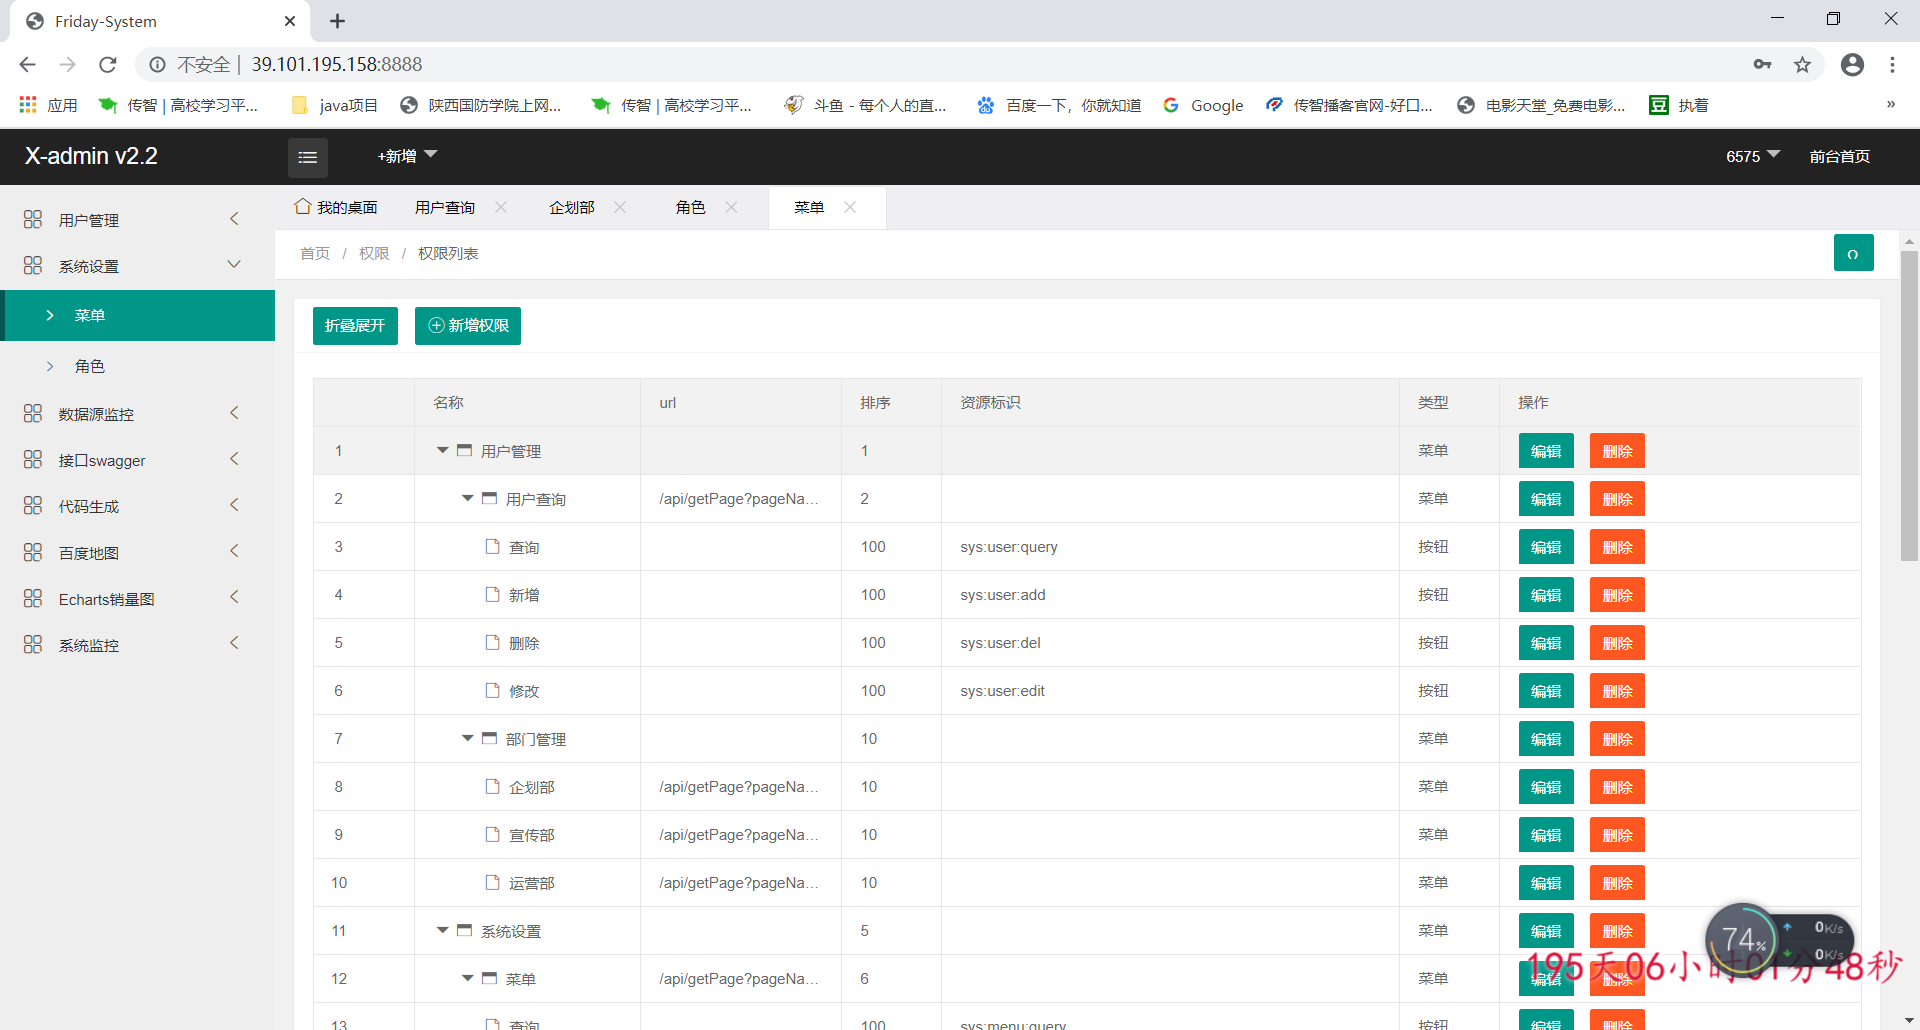 Friday-System
不安全 | 39.101.195.158:8888
应用 传智 | 高校学习平... java项目 陕西国防学院上网... 传智 | 高校学习平... 斗鱼 - 每个人的直... 百度一下，你就知道 Google 传智播客官网-好口... 电影天堂_免费电影... 豆 执着 »
X-admin v2.2 +新增 6575 前台首页
我的桌面 用户查询 企划部 角色 菜单
首页 / 权限 / 权限列表
用户管理
系统设置
菜单
角色
数据源监控
接口swagger
代码生成
百度地图
Echarts销量图
系统监控
折叠展开 新增权限
名称 url 排序 资源标识 类型 操作
1 用户管理 1 菜单 编辑 删除
2 用户查询 /api/getPage?pageNa... 2 菜单 编辑 删除
3 查询 100 sys:user:query 按钮 编辑 删除
4 新增 100 sys:user:add 按钮 编辑 删除
5 删除 100 sys:user:del 按钮 编辑 删除
6 修改 100 sys:user:edit 按钮 编辑 删除
7 部门管理 10 菜单 编辑 删除
8 企划部 /api/getPage?pageNa... 10 菜单 编辑 删除
9 宣传部 /api/getPage?pageNa... 10 菜单 编辑 删除
10 运营部 /api/getPage?pageNa... 10 菜单 编辑 删除
11 系统设置 5 菜单 编辑 删除
12 菜单 /api/getPage?pageNa... 6 菜单 编辑 删除
13 查询 100 sys:menu:query 按钮 编辑 删除
74% 0K/s
0K/s
195天06小时01分48秒